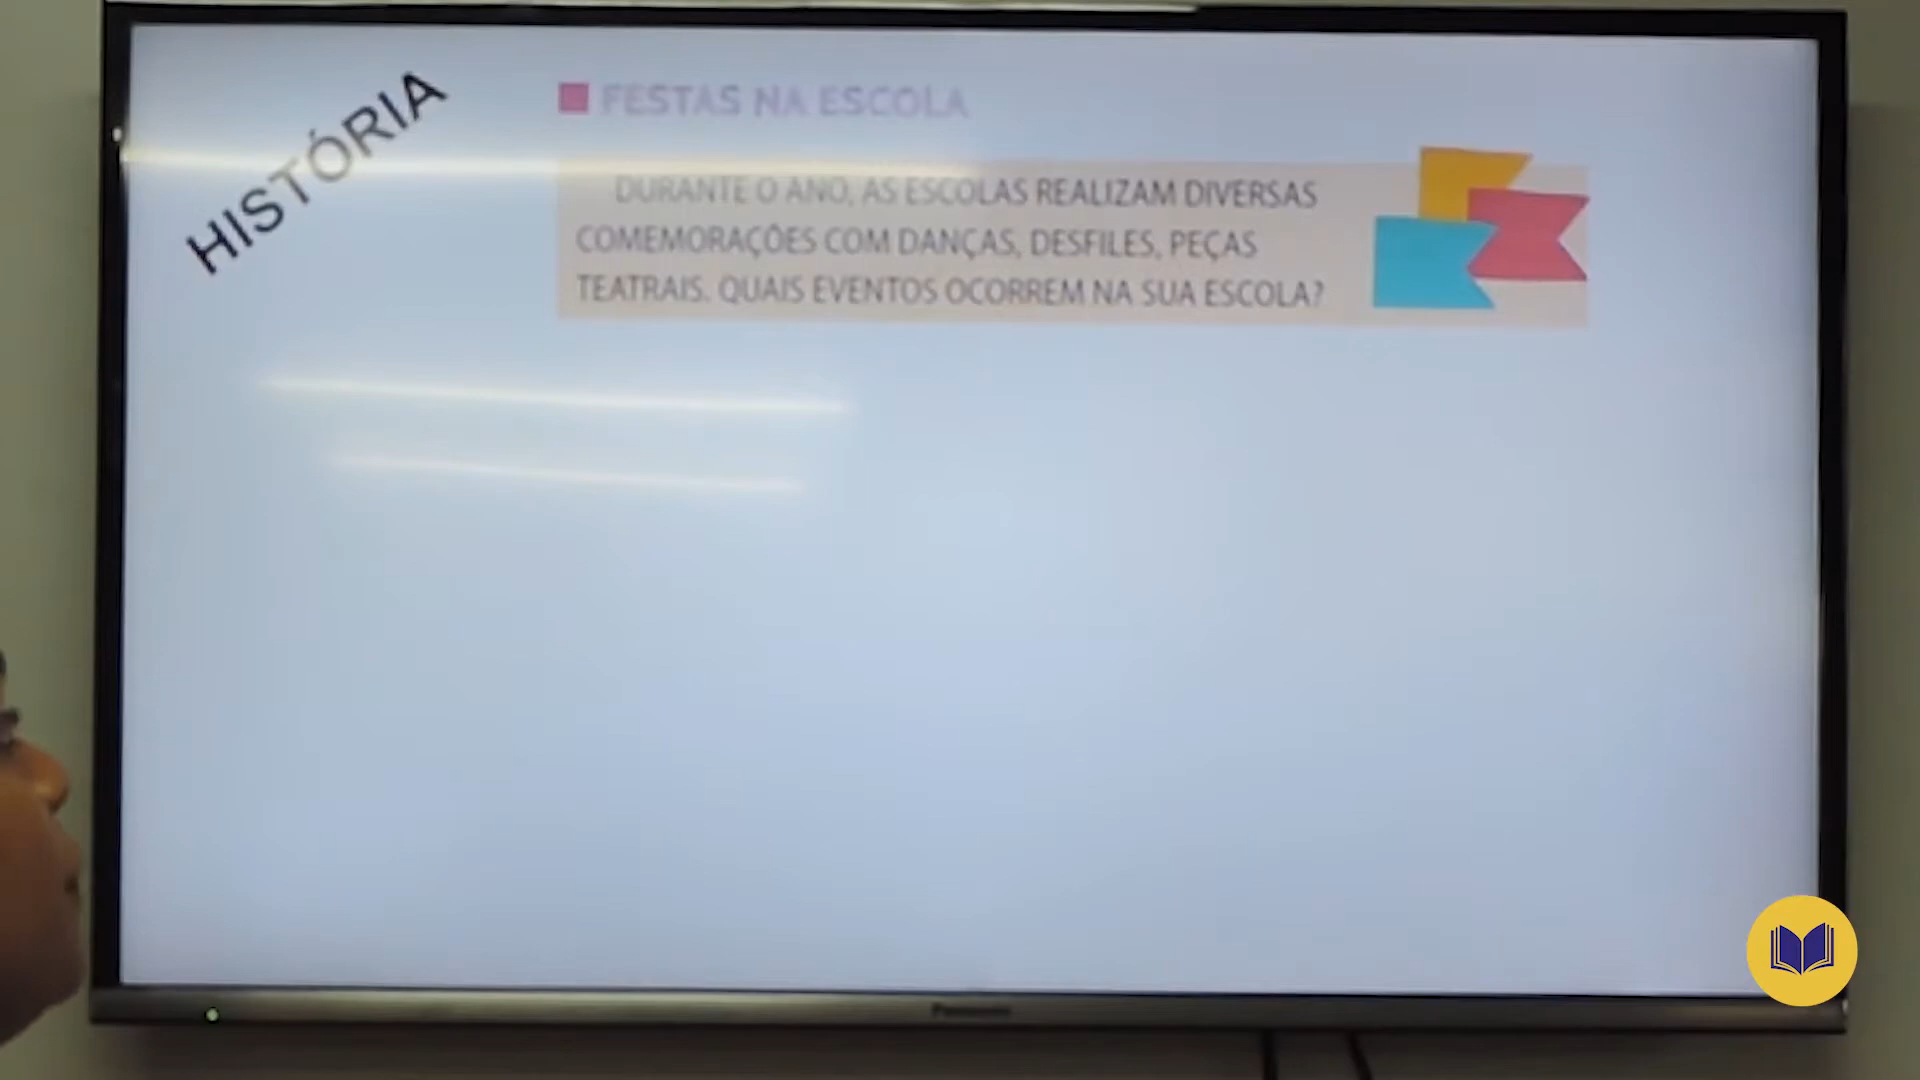 HISTÓRIA
FESTAS NA ESCOLA
DURANTE O ANO, AS ESCOLAS REALIZAM DIVERSAS
COMEMORAÇÕES COM DANÇAS, DESFILES, PEÇAS
TEATRAIS. QUAIS EVENTOS OCORREM NA SUA ESCOLA?
Panasonic